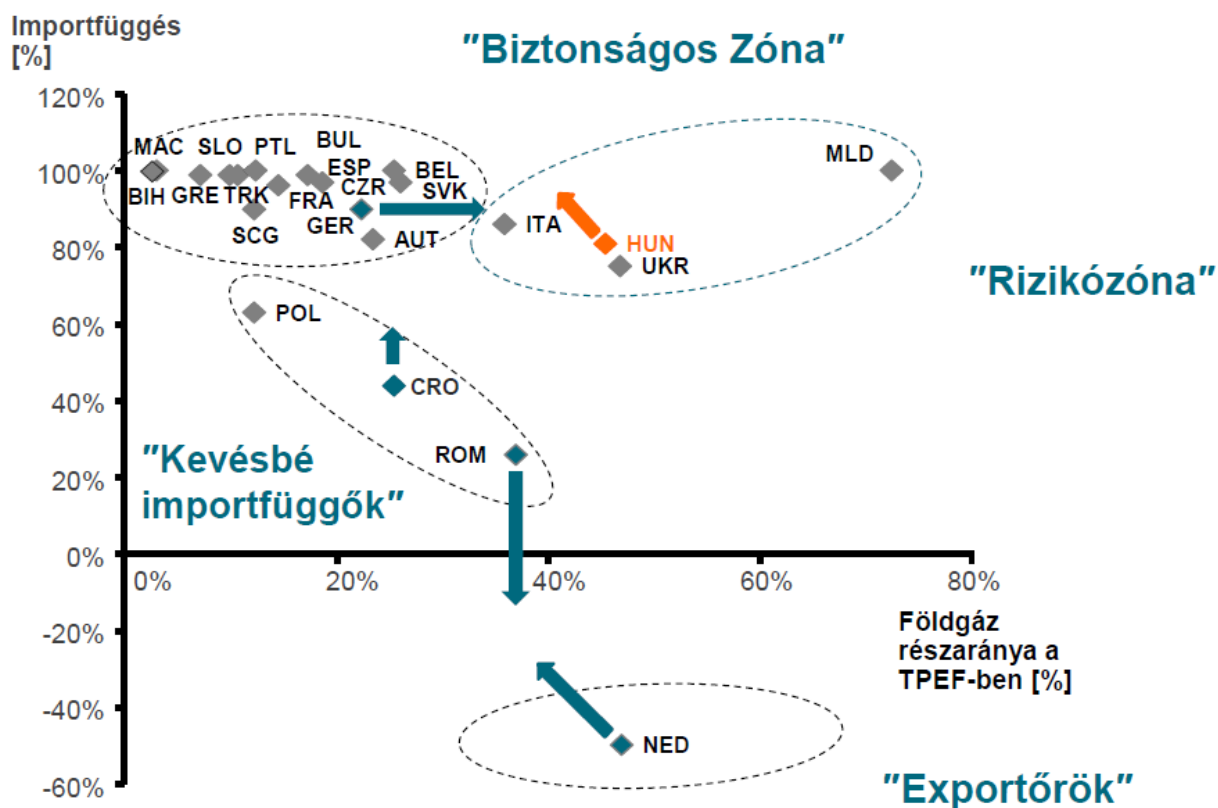 Importfüggés
[%]
″Biztonságos Zóna″
120%
MAC SLO PTL BUL
MLD
100%
ESP BEL
BIH GRE TRK FRA CZR SVK
80%
SCG GER AUT ITA HUN
UKR
″Rizikózóna″
60%
POL
40%
CRO
20%
ROM
″Kevésbé
importfüggők″
0%
0% 20% 40% 60% 80%
-20%
Földgáz
részaránya a
TPEF-ben [%]
-40%
NED
-60%
″Exportőrök″